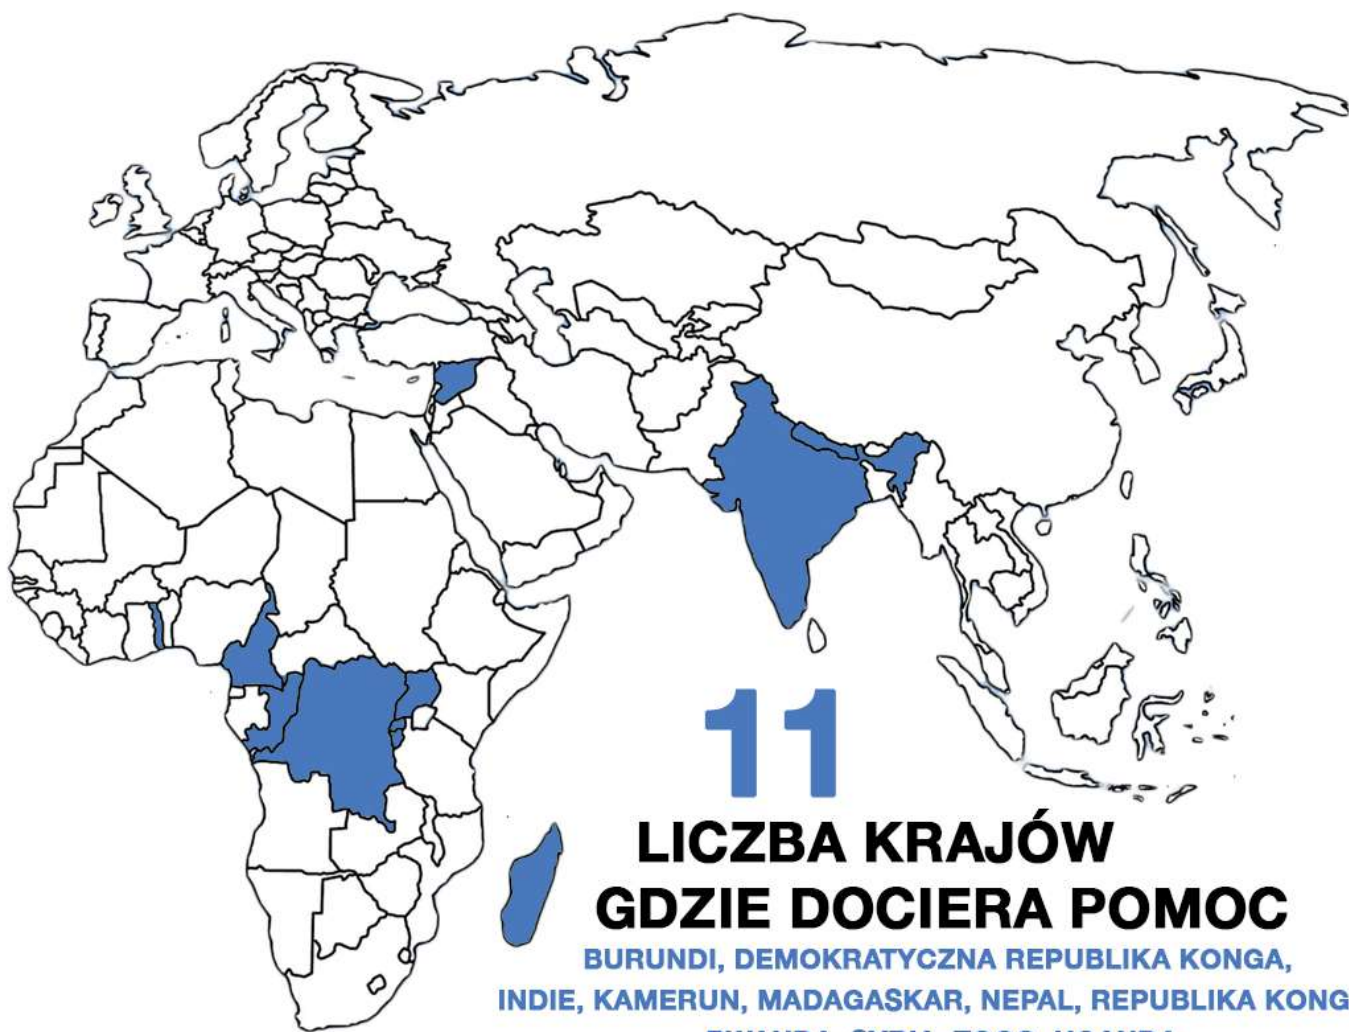 11
LICZBA KRAJÓW
GDZIE DOCIERA POMOC
BURUNDI, DEMOKRATYCZNA REPUBLIKA KONGA,
INDIE, KAMERUN, MADAGASKAR, NEPAL, REPUBLIKA KONG